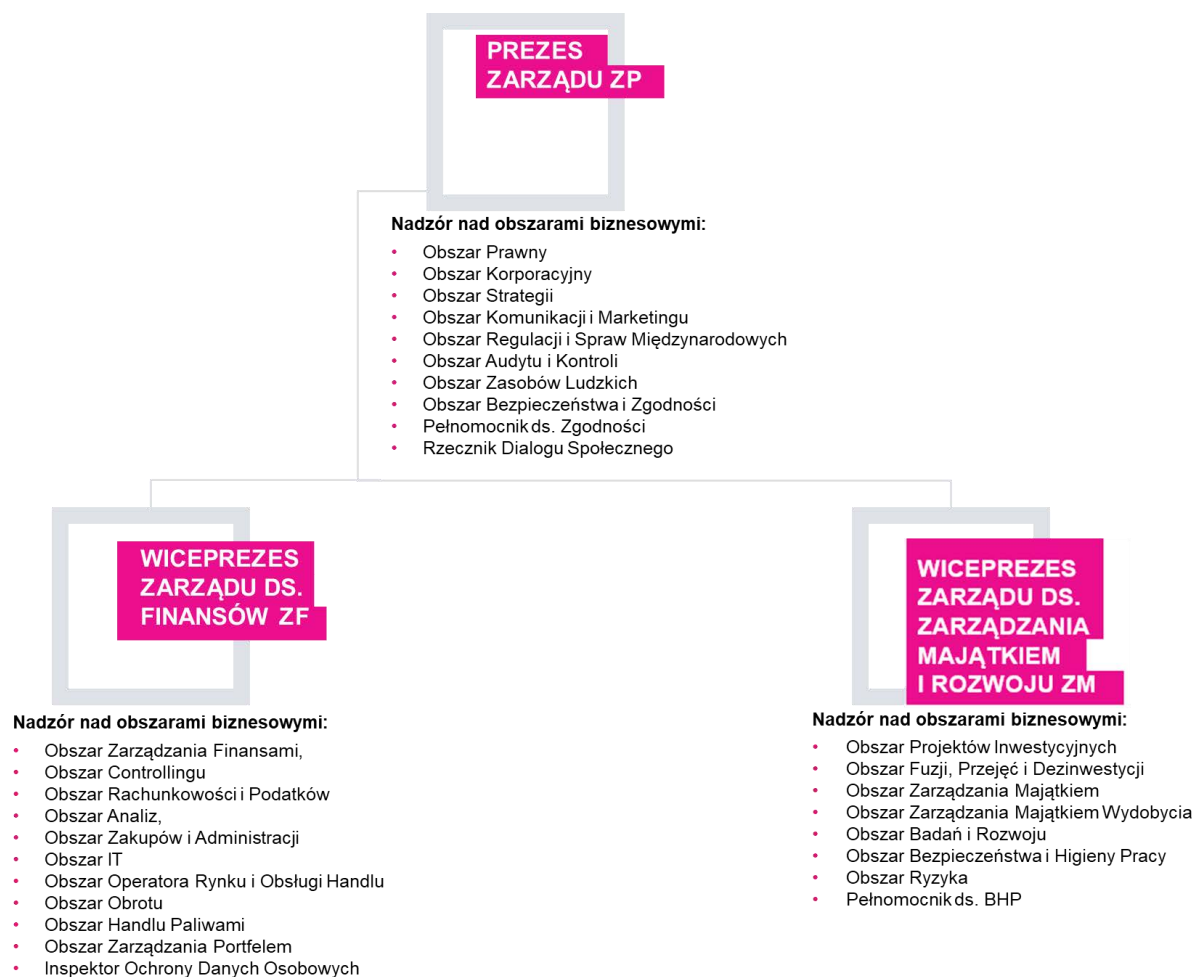 PREZES
ZARZĄDU ZP
Nadzór nad obszarami biznesowymi:
• Obszar Prawny
• Obszar Korporacyjny
• Obszar Strategii
• Obszar Komunikacji i Marketingu
• Obszar Regulacji i Spraw Międzynarodowych
• Obszar Audytu i Kontroli
• Obszar Zasobów Ludzkich
• Obszar Bezpieczeństwa i Zgodności
• Pełnomocnik ds. Zgodności
• Rzecznik Dialogu Społecznego
WICEPREZES
ZARZĄDU DS.
FINANSÓW ZF
Nadzór nad obszarami biznesowymi:
• Obszar Zarządzania Finansami,
• Obszar Controllingu
• Obszar Rachunkowości i Podatków
• Obszar Analiz,
• Obszar Zakupów i Administracji
• Obszar IT
• Obszar Operatora Rynku i Obsługi Handlu
• Obszar Obrotu
• Obszar Handlu Paliwami
• Obszar Zarządzania Portfelem
• Inspektor Ochrony Danych Osobowych
WICEPREZES
ZARZĄDU DS.
ZARZĄDZANIA
MAJĄTKIEM
I ROZWOJU ZM
Nadzór nad obszarami biznesowymi:
• Obszar Projektów Inwestycyjnych
• Obszar Fuzji, Przejęć i Dezinwestycji
• Obszar Zarządzania Majątkiem
• Obszar Zarządzania Majątkiem Wydobycia
• Obszar Badań i Rozwoju
• Obszar Bezpieczeństwa i Higieny Pracy
• Obszar Ryzyka
• Pełnomocnik ds. BHP